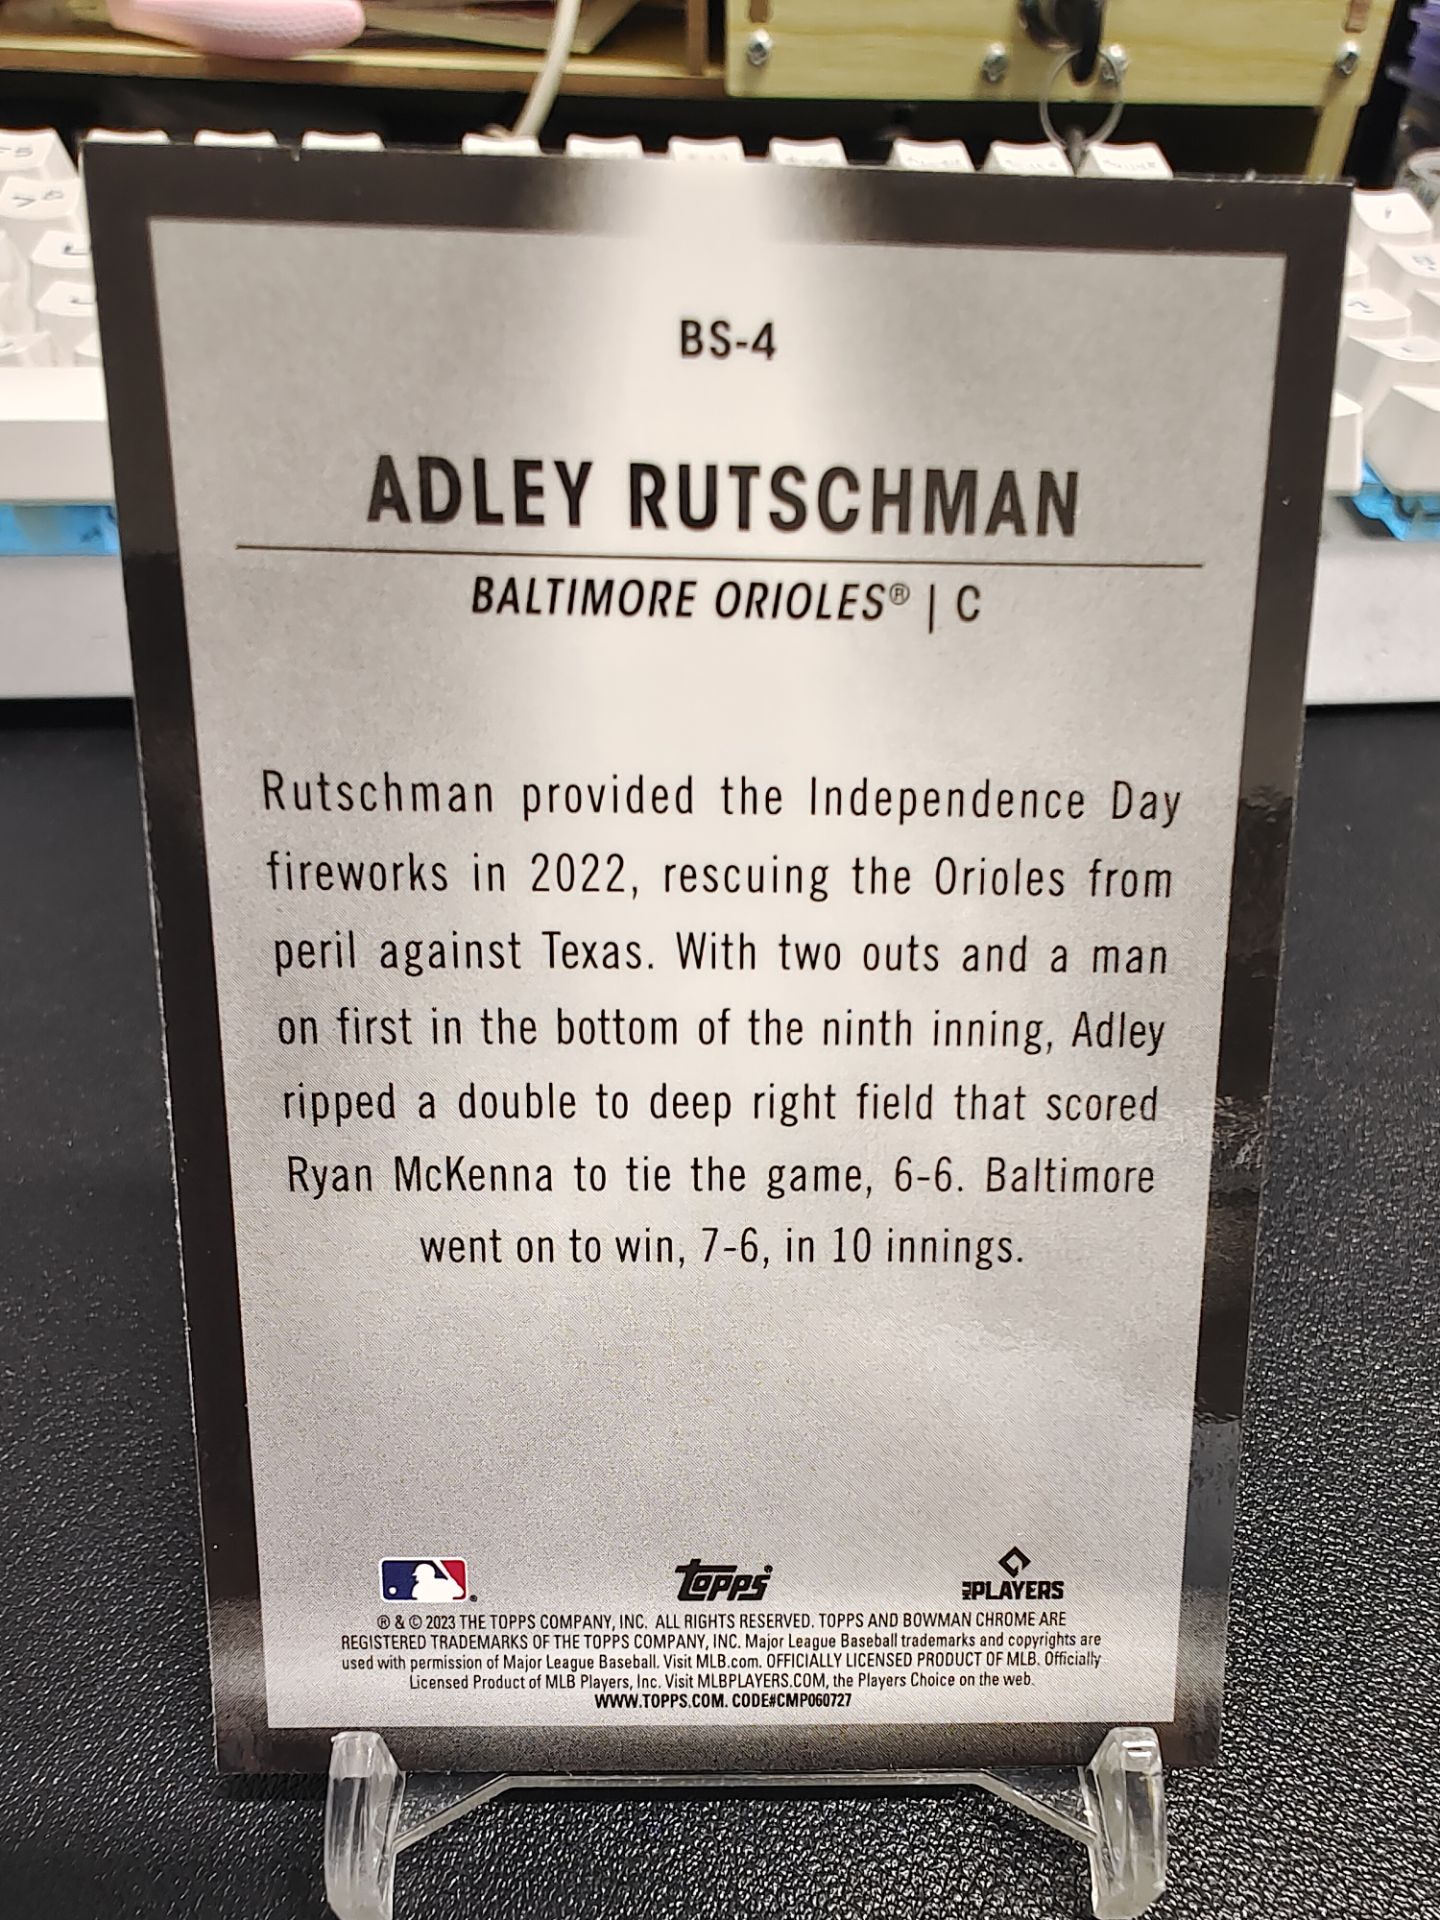 BS-4
ADLEY RUTSCHMAN
BALTIMORE ORIOLES® | C
Rutschman provided the Independence Day
fireworks in 2022, rescuing the Orioles from
peril against Texas. With two outs and a man
on first in the bottom of the ninth inning, Adley
ripped a double to deep right field that scored
Ryan McKenna to tie the game, 6-6. Baltimore
went on to win, 7-6, in 10 innings.
topps®
MLB PLAYERS
® & © 2023 THE TOPPS COMPANY, INC. ALL RIGHTS RESERVED. TOPPS AND BOWMAN CHROME ARE
REGISTERED TRADEMARKS OF THE TOPPS COMPANY, INC. Major League Baseball trademarks and copyrights are
used with permission of Major League Baseball. Visit MLB.com. OFFICIALLY LICENSED PRODUCT OF MLB. Officially
Licensed Product of MLB Players, Inc. Visit MLBPLAYERS.COM, the Players Choice on the web.
WWW.TOPPS.COM. CODE#CMP060727